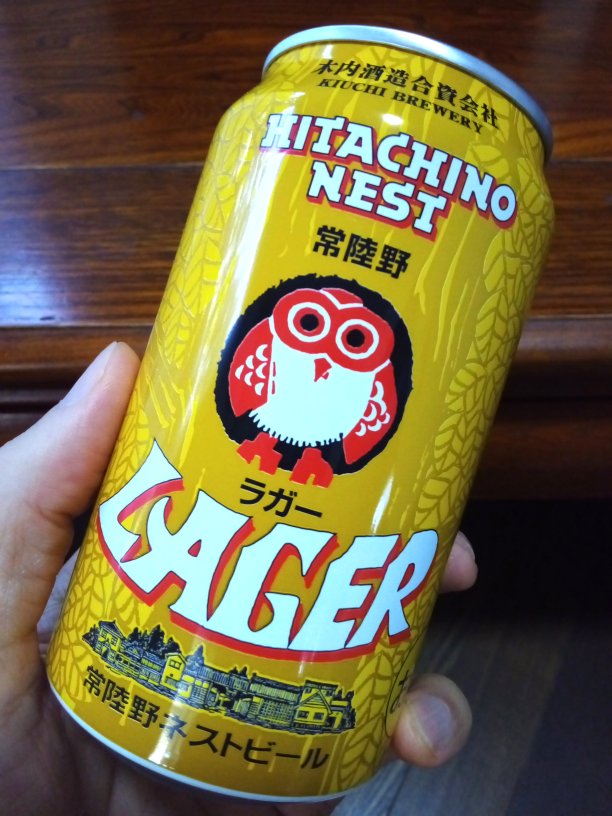 木内酒造合資会社
KIUCHI BREWERY
HITACHINO
NEST
常陸野
ラガー
LAGER
常陸野ネストビール